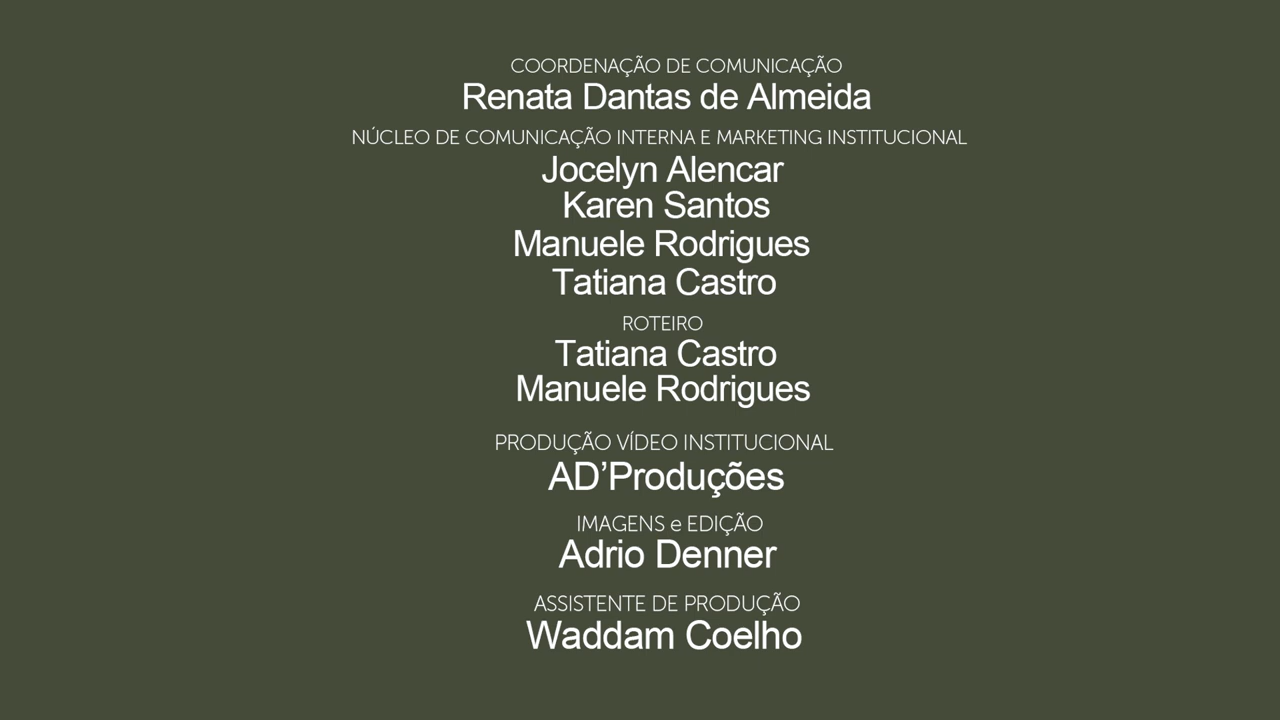 COORDENAÇÃO DE COMUNICAÇÃO
Renata Dantas de Almeida
NÚCLEO DE COMUNICAÇÃO INTERNA E MARKETING INSTITUCIONAL
Jocelyn Alencar
Karen Santos
Manuele Rodrigues
Tatiana Castro
ROTEIRO
Tatiana Castro
Manuele Rodrigues
PRODUÇÃO VÍDEO INSTITUCIONAL
AD’Produções
IMAGENS e EDIÇÃO
Adrio Denner
ASSISTENTE DE PRODUÇÃO
Waddam Coelho